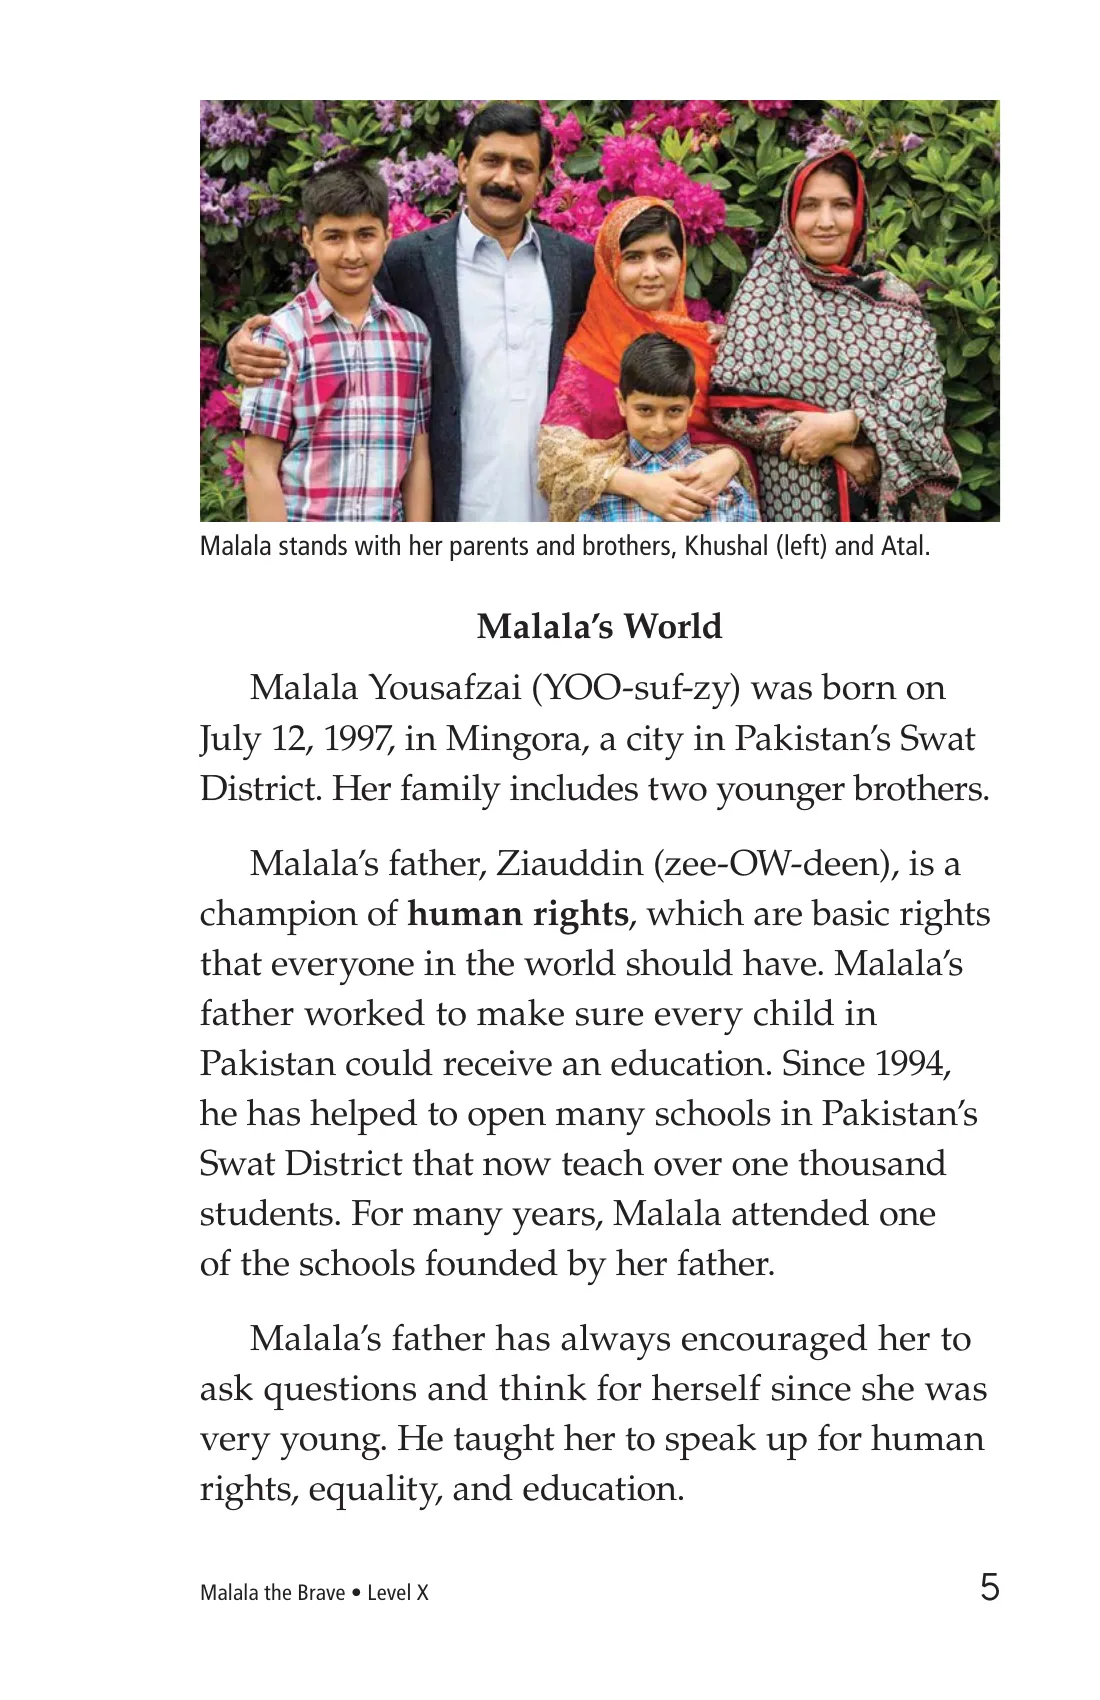 Malala stands with her parents and brothers, Khushal (left) and Atal.
Malala’s World
Malala Yousafzai (YOO-suf-zy) was born on
July 12, 1997, in Mingora, a city in Pakistan’s Swat
District. Her family includes two younger brothers.
Malala’s father, Ziauddin (zee-OW-deen), is a
champion of human rights, which are basic rights
that everyone in the world should have. Malala’s
father worked to make sure every child in
Pakistan could receive an education. Since 1994,
he has helped to open many schools in Pakistan’s
Swat District that now teach over one thousand
students. For many years, Malala attended one
of the schools founded by her father.
Malala’s father has always encouraged her to
ask questions and think for herself since she was
very young. He taught her to speak up for human
rights, equality, and education.
Malala the Brave • Level X
5